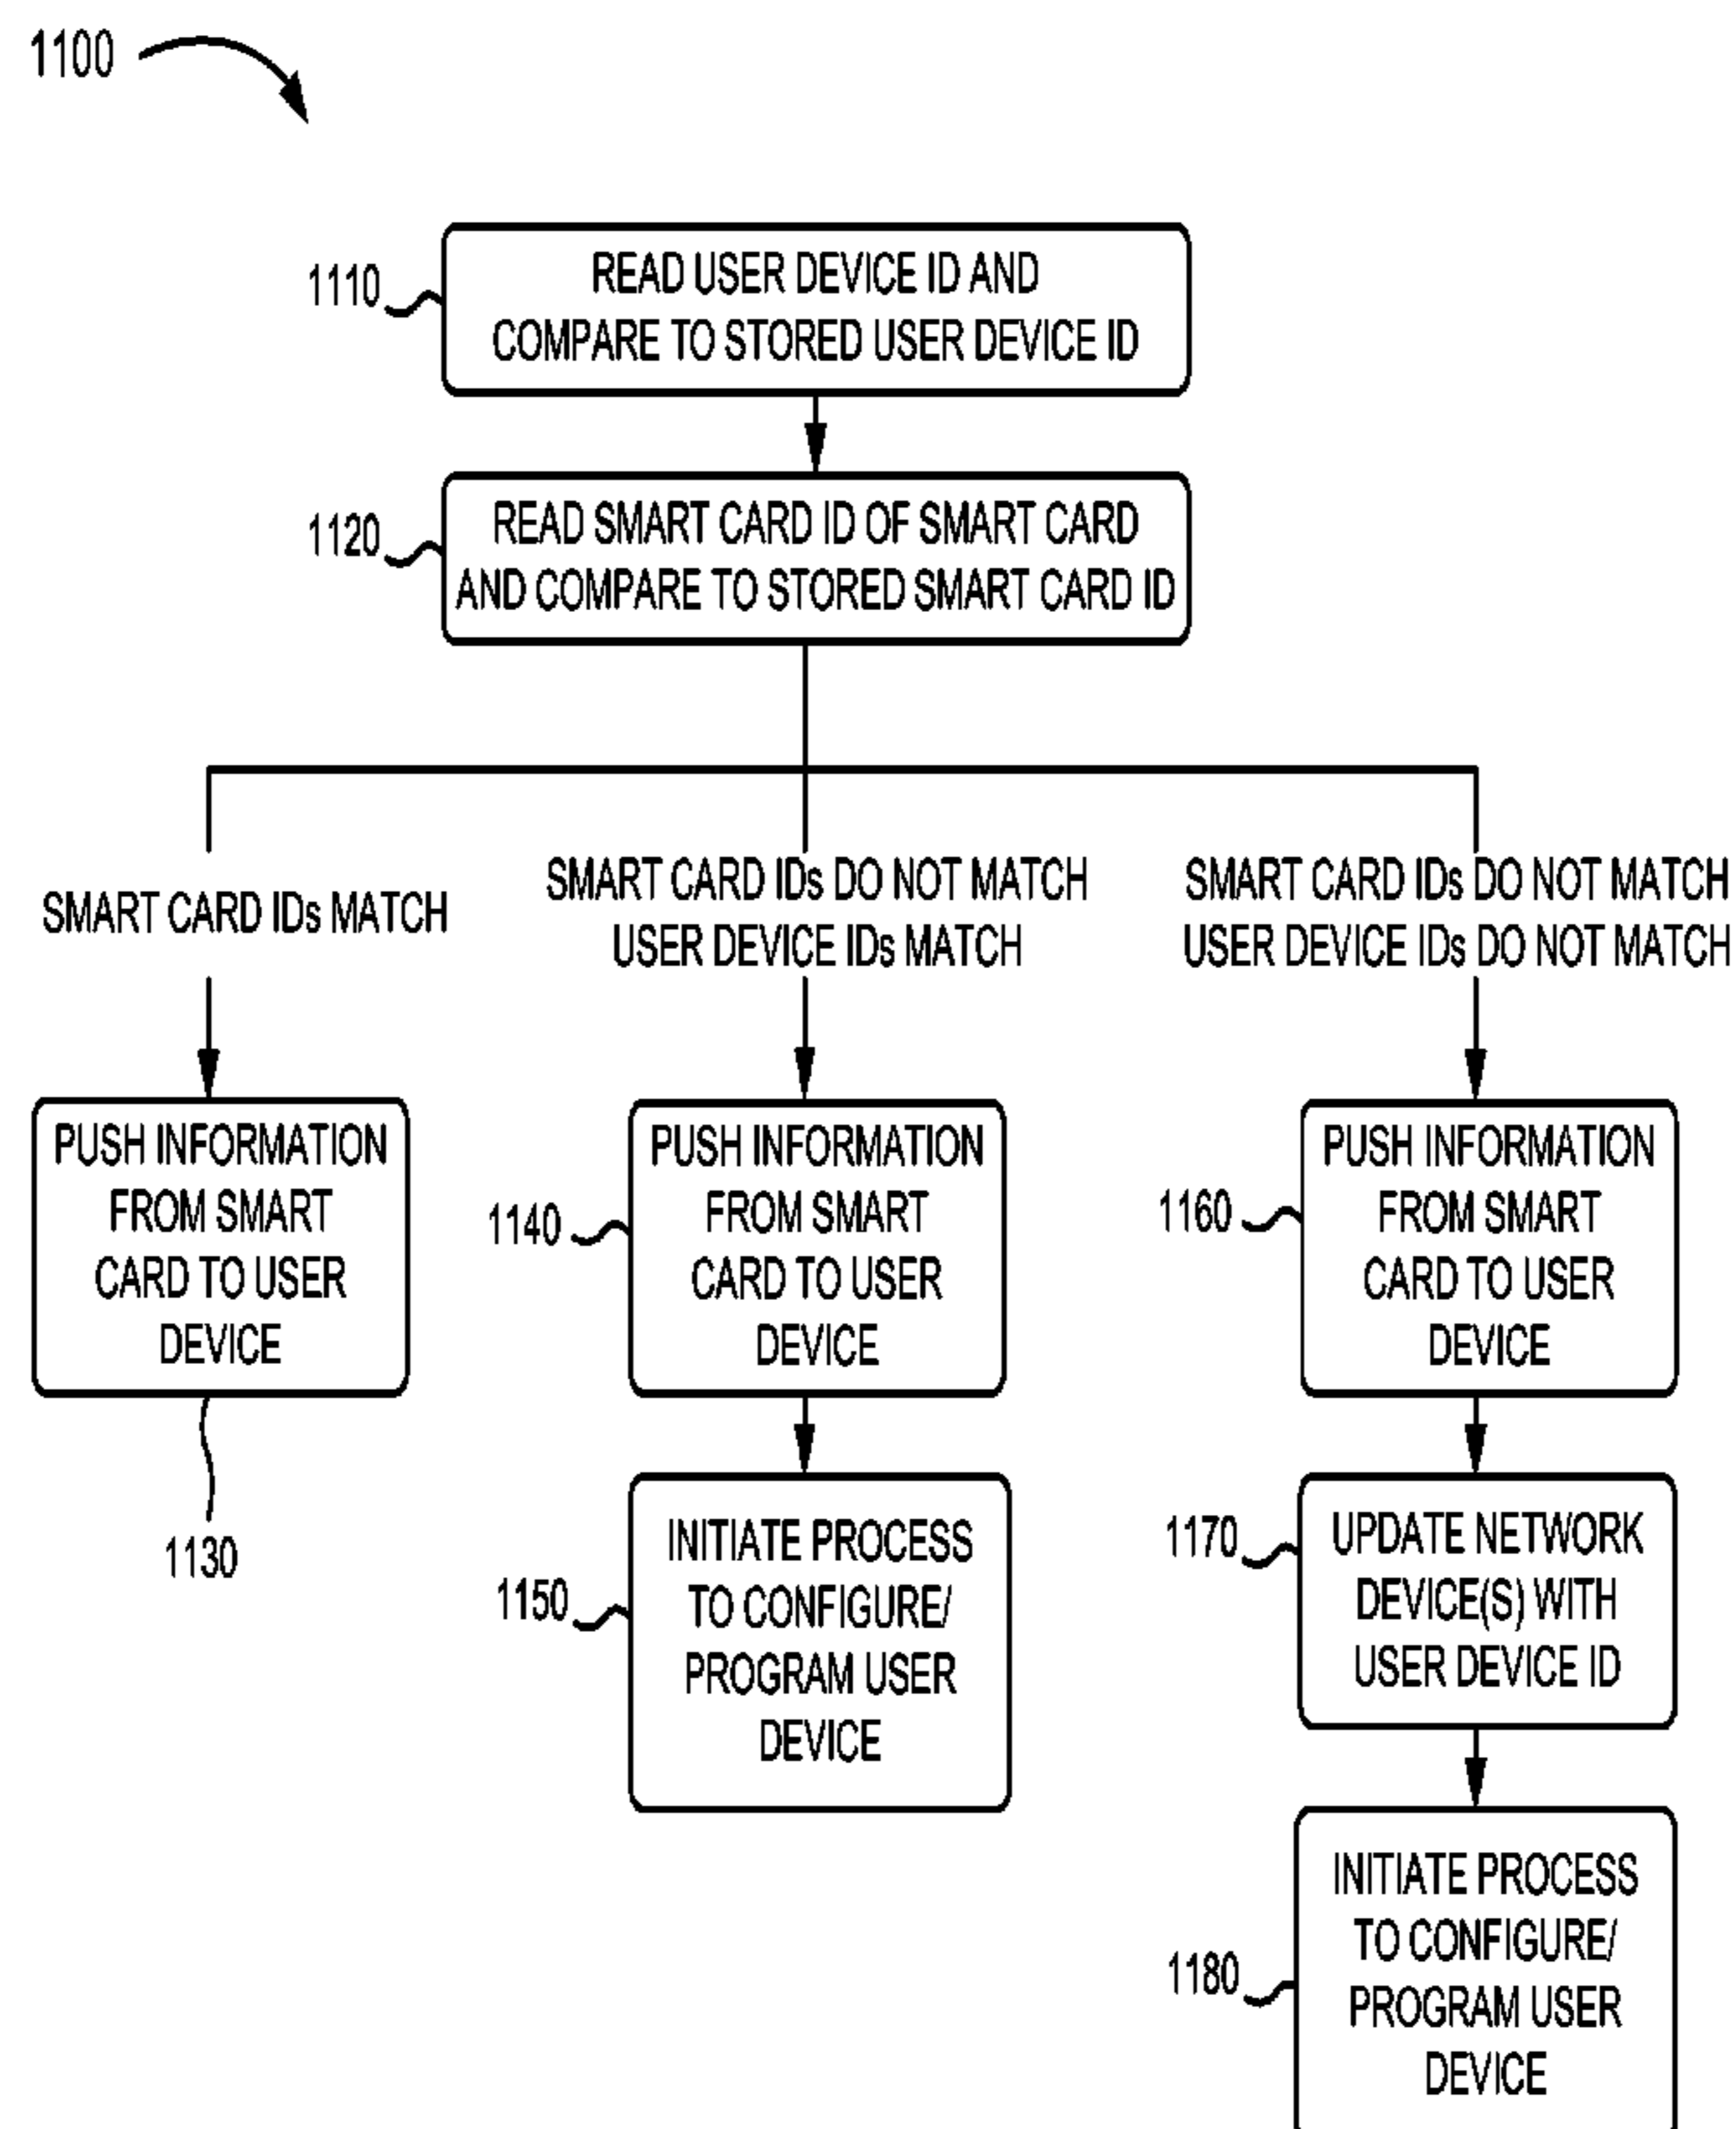 1100
1110
READ USER DEVICE ID AND
COMPARE TO STORED USER DEVICE ID
1120
READ SMART CARD ID OF SMART CARD
AND COMPARE TO STORED SMART CARD ID
SMART CARD IDs MATCH
SMART CARD IDs DO NOT MATCH
USER DEVICE IDs MATCH
SMART CARD IDs DO NOT MATCH
USER DEVICE IDs DO NOT MATCH
PUSH INFORMATION
FROM SMART
CARD TO USER
DEVICE
1130
1140
PUSH INFORMATION
FROM SMART
CARD TO USER
DEVICE
1150
INITIATE PROCESS
TO CONFIGURE/
PROGRAM USER
DEVICE
1160
PUSH INFORMATION
FROM SMART
CARD TO USER
DEVICE
1170
UPDATE NETWORK
DEVICE(S) WITH
USER DEVICE ID
1180
INITIATE PROCESS
TO CONFIGURE/
PROGRAM USER
DEVICE